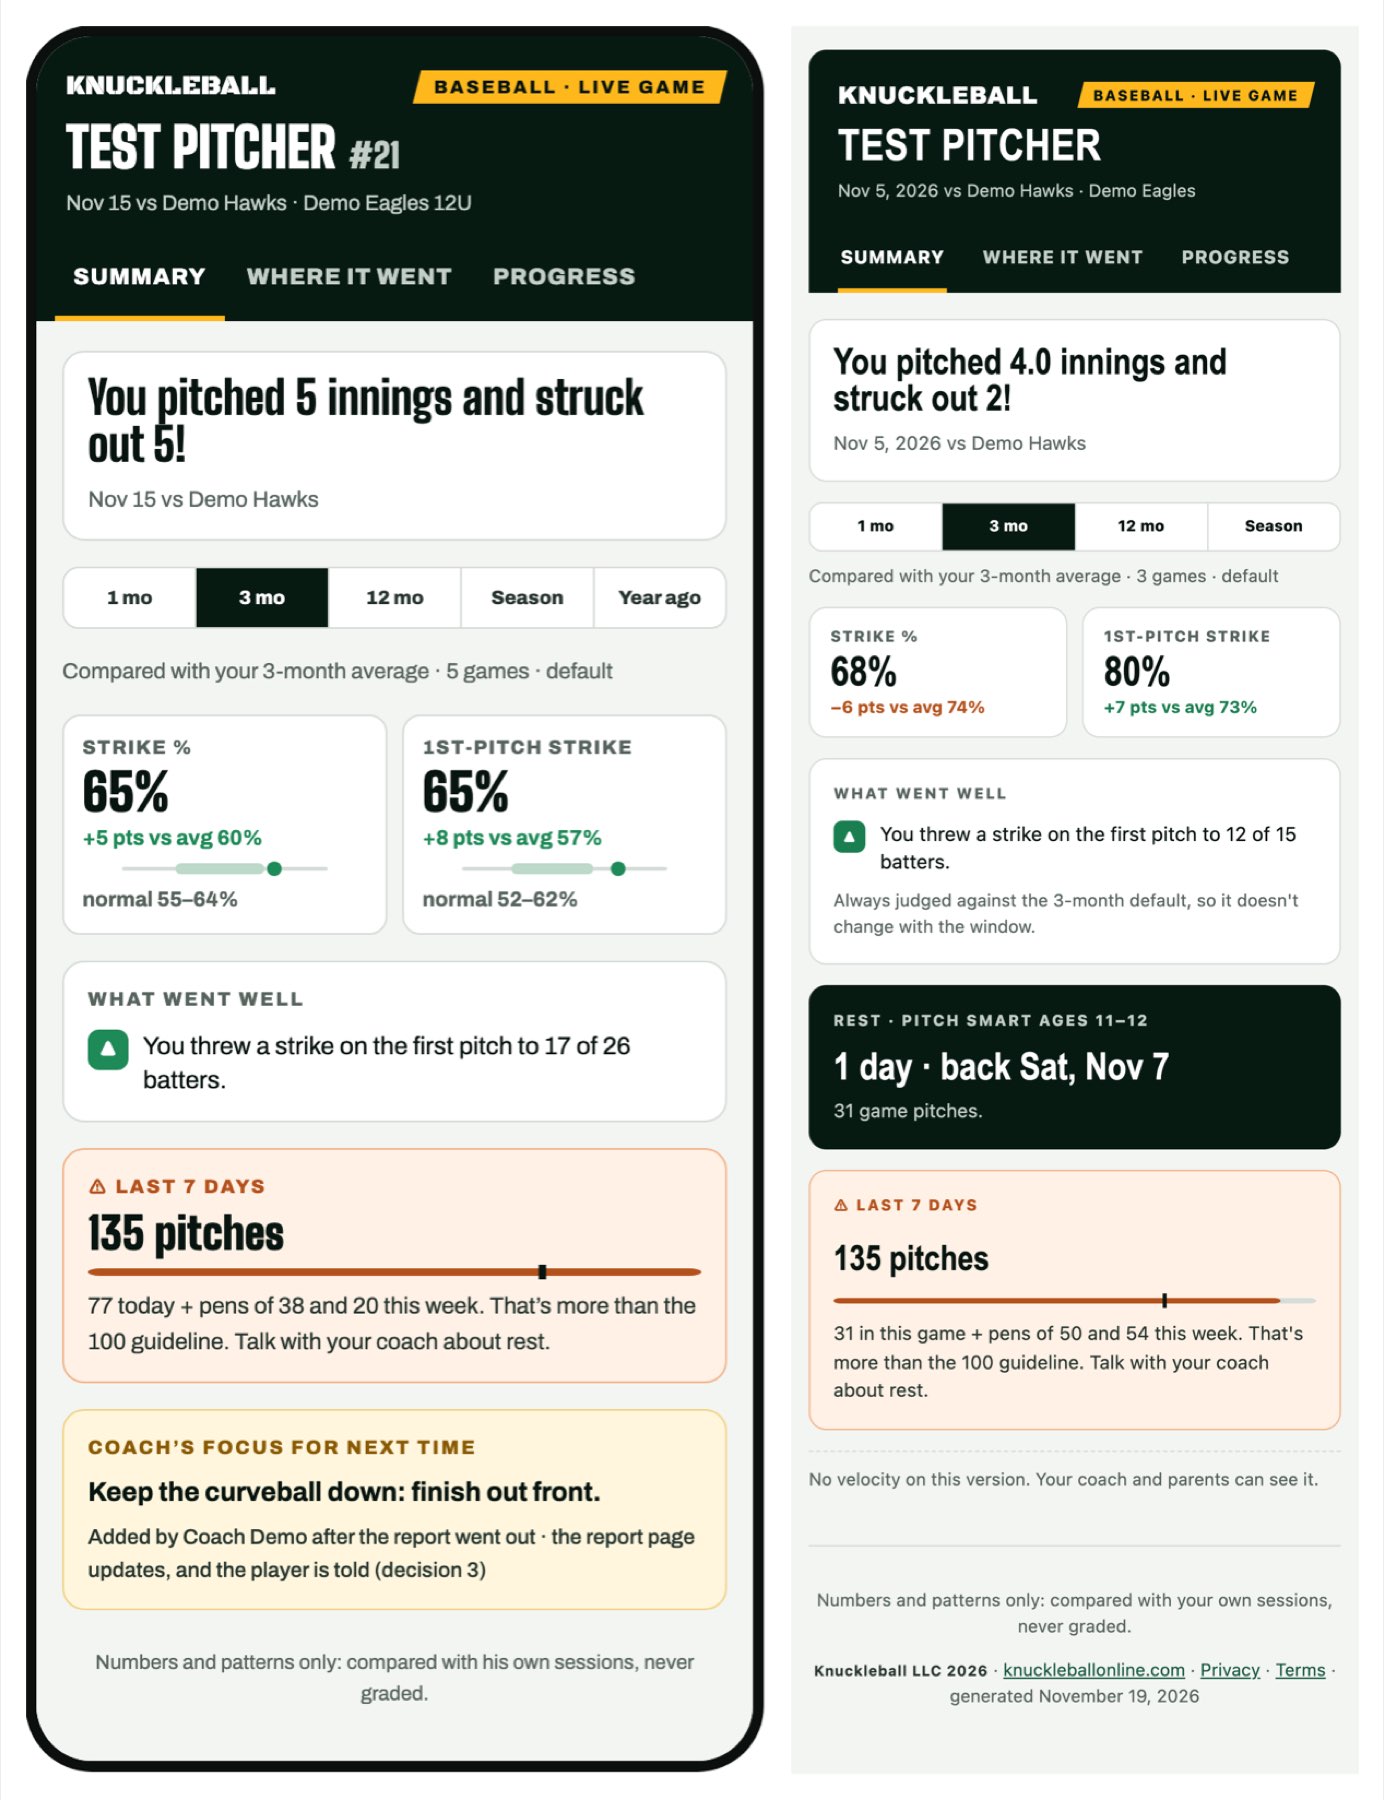 KNUCKLEBALL
BASEBALL · LIVE GAME
TEST PITCHER #21
Nov 15 vs Demo Hawks · Demo Eagles 12U
SUMMARY WHERE IT WENT PROGRESS
You pitched 5 innings and struck
out 5!
Nov 15 vs Demo Hawks
1 mo 3 mo 12 mo Season Year ago
Compared with your 3-month average · 5 games · default
STRIKE %
65%
+5 pts vs avg 60%
normal 55–64%
1ST-PITCH STRIKE
65%
+8 pts vs avg 57%
normal 52–62%
WHAT WENT WELL
You threw a strike on the first pitch to 17 of 26
batters.
⚠ LAST 7 DAYS
135 pitches
77 today + pens of 38 and 20 this week. That’s more than the
100 guideline. Talk with your coach about rest.
COACH’S FOCUS FOR NEXT TIME
Keep the curveball down: finish out front.
Added by Coach Demo after the report went out · the report page
updates, and the player is told (decision 3)
Numbers and patterns only: compared with his own sessions, never
graded.
KNUCKLEBALL
BASEBALL · LIVE GAME
TEST PITCHER
Nov 5, 2026 vs Demo Hawks · Demo Eagles
SUMMARY WHERE IT WENT PROGRESS
You pitched 4.0 innings and
struck out 2!
Nov 5, 2026 vs Demo Hawks
1 mo 3 mo 12 mo Season
Compared with your 3-month average · 3 games · default
STRIKE %
68%
−6 pts vs avg 74%
1ST-PITCH STRIKE
80%
+7 pts vs avg 73%
WHAT WENT WELL
You threw a strike on the first pitch to 12 of 15
batters.
Always judged against the 3-month default, so it doesn't
change with the window.
REST · PITCH SMART AGES 11–12
1 day · back Sat, Nov 7
31 game pitches.
⚠ LAST 7 DAYS
135 pitches
31 in this game + pens of 50 and 54 this week. That's
more than the 100 guideline. Talk with your coach
about rest.
No velocity on this version. Your coach and parents can see it.
Numbers and patterns only: compared with your own sessions,
never graded.
Knuckleball LLC 2026 · knuckleballonline.com · Privacy · Terms ·
generated November 19, 2026